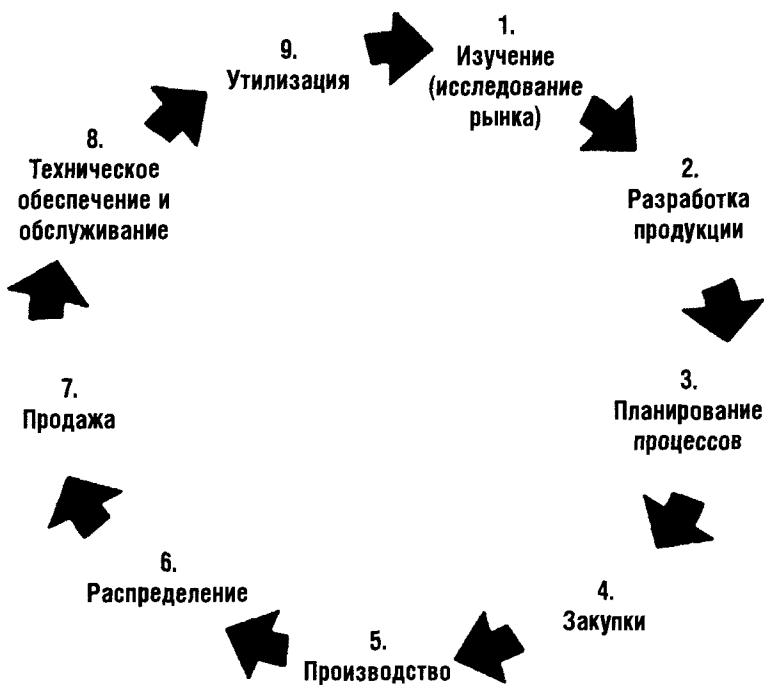 1.
Изучение
(исследование
рынка)
2.
Разработка
продукции
3.
Планирование
процессов
4.
Закупки
5.
Производство
6.
Распределение
7.
Продажа
8.
Техническое
обеспечение и
обслуживание
9.
Утилизация